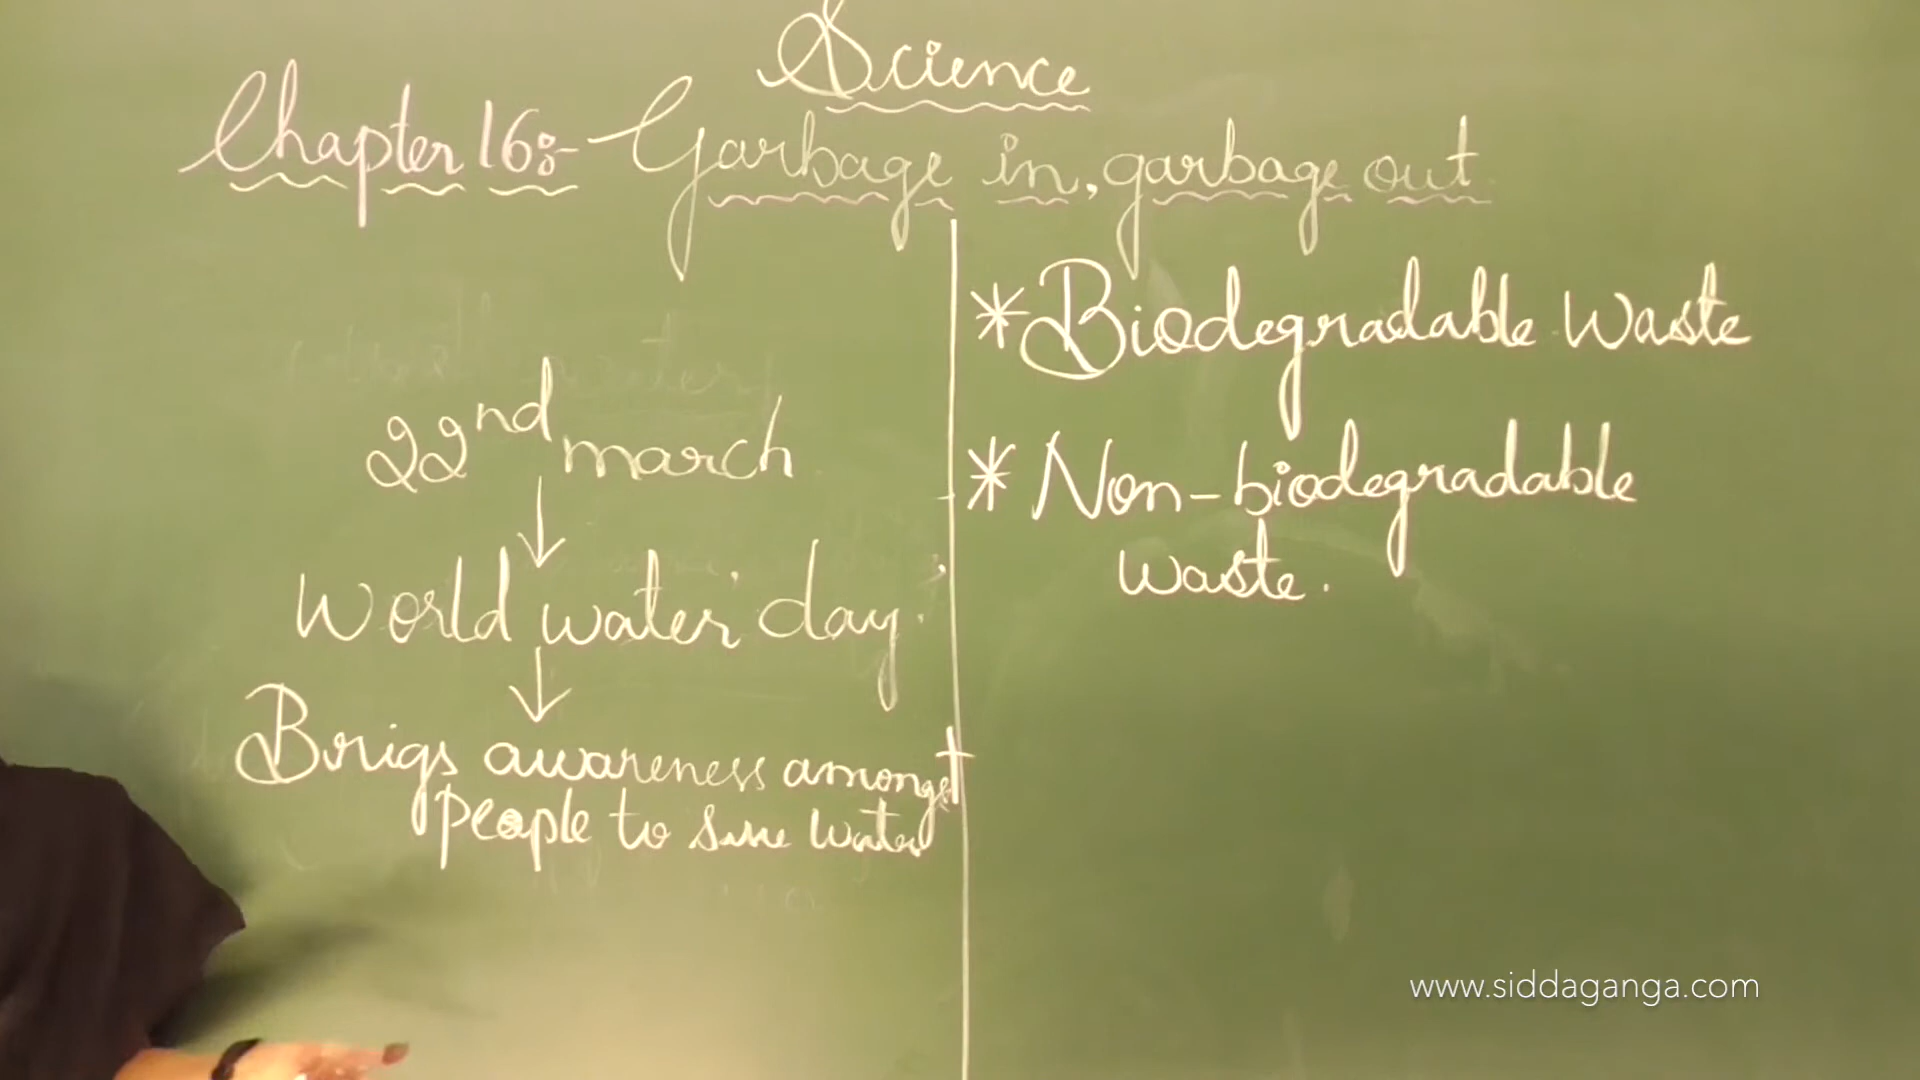 Science
Chapter 16:- Garbage in, garbage out
22nd march
World water day.
Brigs awareness amongst
people to save water
* Biodegradable waste
* Non-biodegradable
waste.
www.siddaganga.com